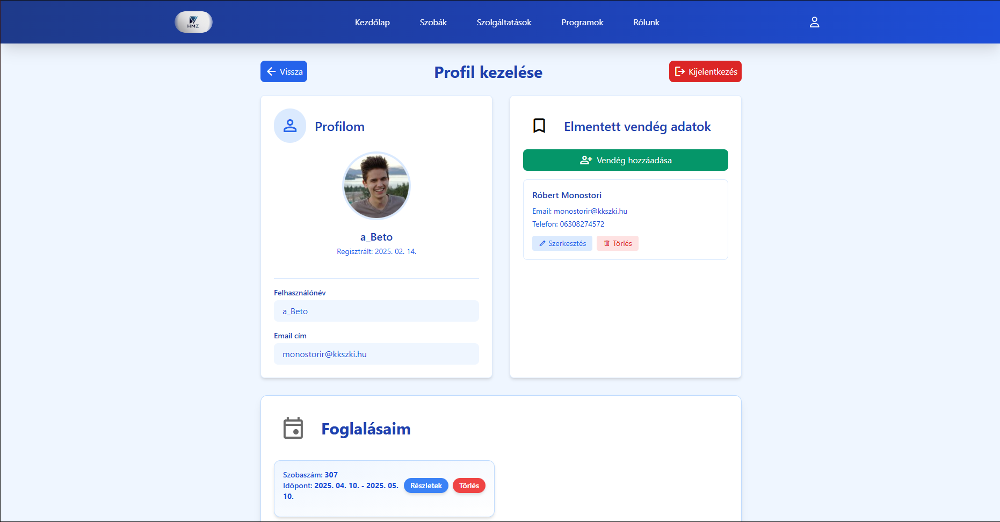 HMZ
Kezdőlap
Szobák
Szolgáltatások
Programok
Rólunk
Vissza
Profil kezelése
Kijelentkezés
Profilom
a_Beto
Regisztrált: 2025. 02. 14.
Felhasználónév
a_Beto
Email cím
monostorir@kkszki.hu
Elmentett vendég adatok
Vendég hozzáadása
Róbert Monostori
Email: monostorir@kkszki.hu
Telefon: 06308274572
Szerkesztés
Törlés
Foglalásaim
Szobaszám: 307
Időpont: 2025. 04. 10. - 2025. 05.
10.
Részletek
Törlés